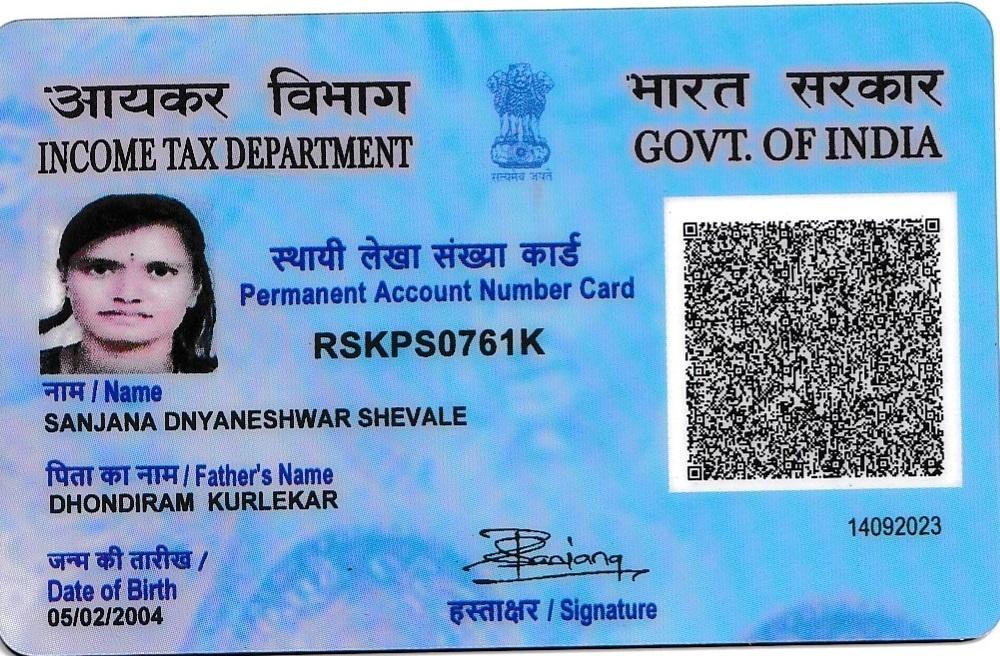 आयकर विभाग
INCOME TAX DEPARTMENT
सत्यमेव जयते
भारत सरकार
GOVT. OF INDIA
स्थायी लेखा संख्या कार्ड
Permanent Account Number Card
RSKPS0761K
नाम / Name
SANJANA DNYANESHWAR SHEVALE
पिता का नाम / Father's Name
DHONDIRAM KURLEKAR
14092023
जन्म की तारीख /
Date of Birth
05/02/2004
Sanjana
हस्ताक्षर / Signature